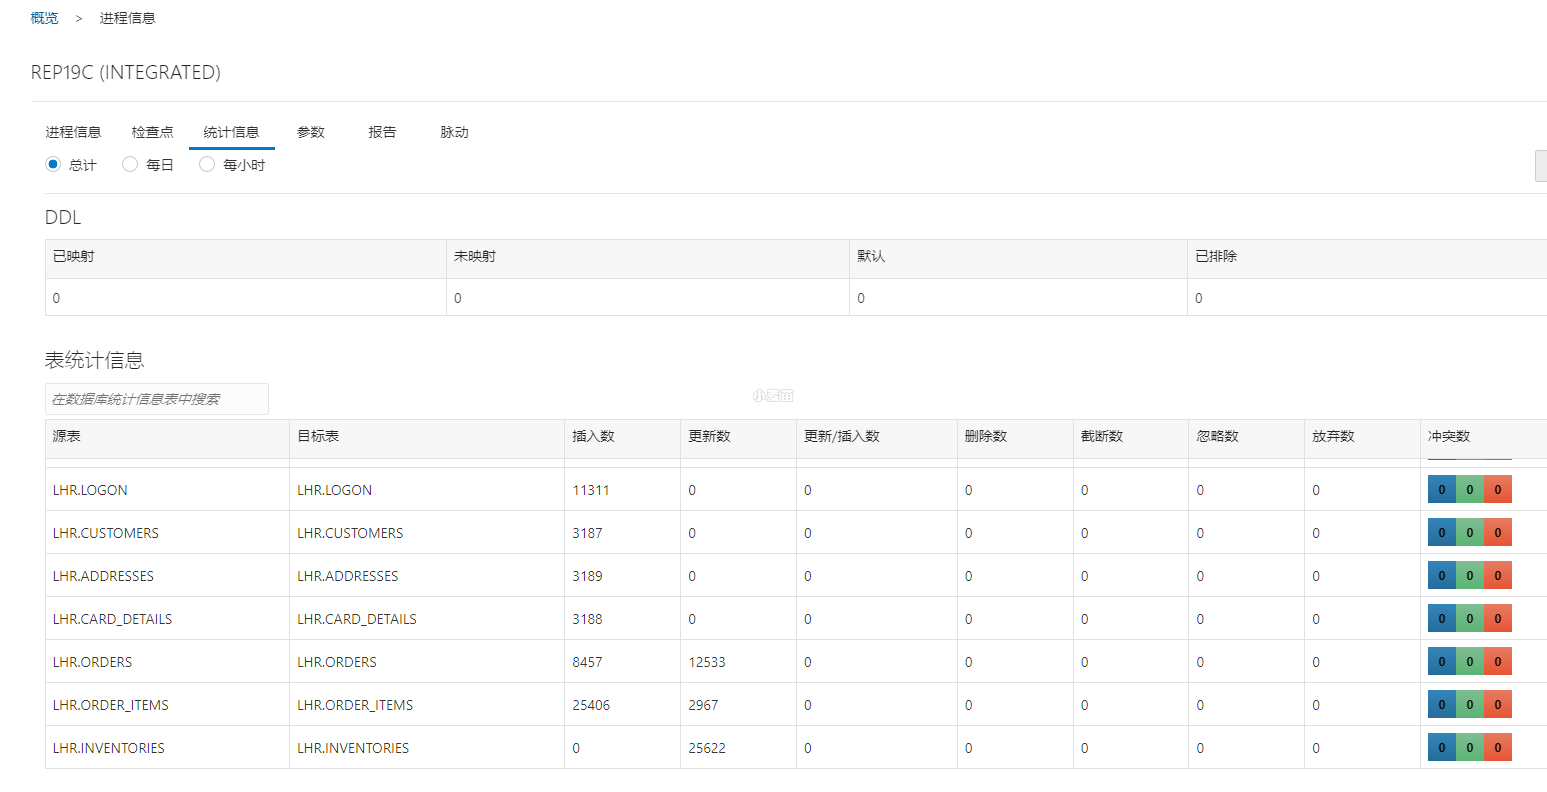 概览 > 进程信息
REP19C (INTEGRATED)
进程信息 检查点 统计信息 参数 报告 脉动
总计 每日 每小时
DDL
已映射 未映射 默认 已排除
0 0 0 0
表统计信息
小麦苗
在数据库统计信息表中搜索
源表 目标表 插入数 更新数 更新/插入数 删除数 截断数 忽略数 放弃数 冲突数
LHR.LOGON LHR.LOGON 11311 0 0 0 0 0 0 0 0 0
LHR.CUSTOMERS LHR.CUSTOMERS 3187 0 0 0 0 0 0 0 0 0
LHR.ADDRESSES LHR.ADDRESSES 3189 0 0 0 0 0 0 0 0 0
LHR.CARD_DETAILS LHR.CARD_DETAILS 3188 0 0 0 0 0 0 0 0 0
LHR.ORDERS LHR.ORDERS 8457 12533 0 0 0 0 0 0 0 0
LHR.ORDER_ITEMS LHR.ORDER_ITEMS 25406 2967 0 0 0 0 0 0 0 0
LHR.INVENTORIES LHR.INVENTORIES 0 25622 0 0 0 0 0 0 0 0